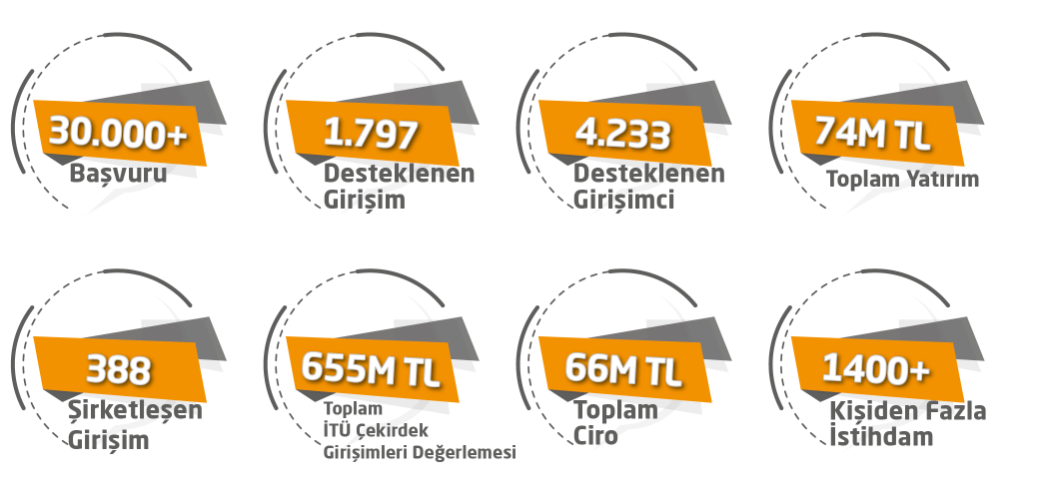 30.000+
Başvuru
1.797
Desteklenen
Girişim
4.233
Desteklenen
Girişimci
74M TL
Toplam Yatırım
388
Şirketleşen
Girişim
655M TL
Toplam
İTÜ Çekirdek
Girişimleri Değerlemesi
66M TL
Toplam
Ciro
1400+
Kişiden Fazla
İstihdam